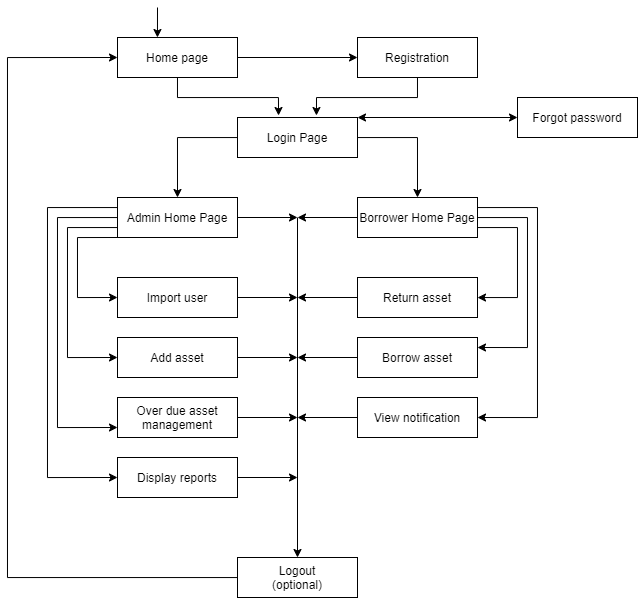 Home page
Registration
Login Page
Forgot password
Admin Home Page
Borrower Home Page
Import user
Return asset
Add asset
Borrow asset
Over due asset
management
View notification
Display reports
Logout
(optional)